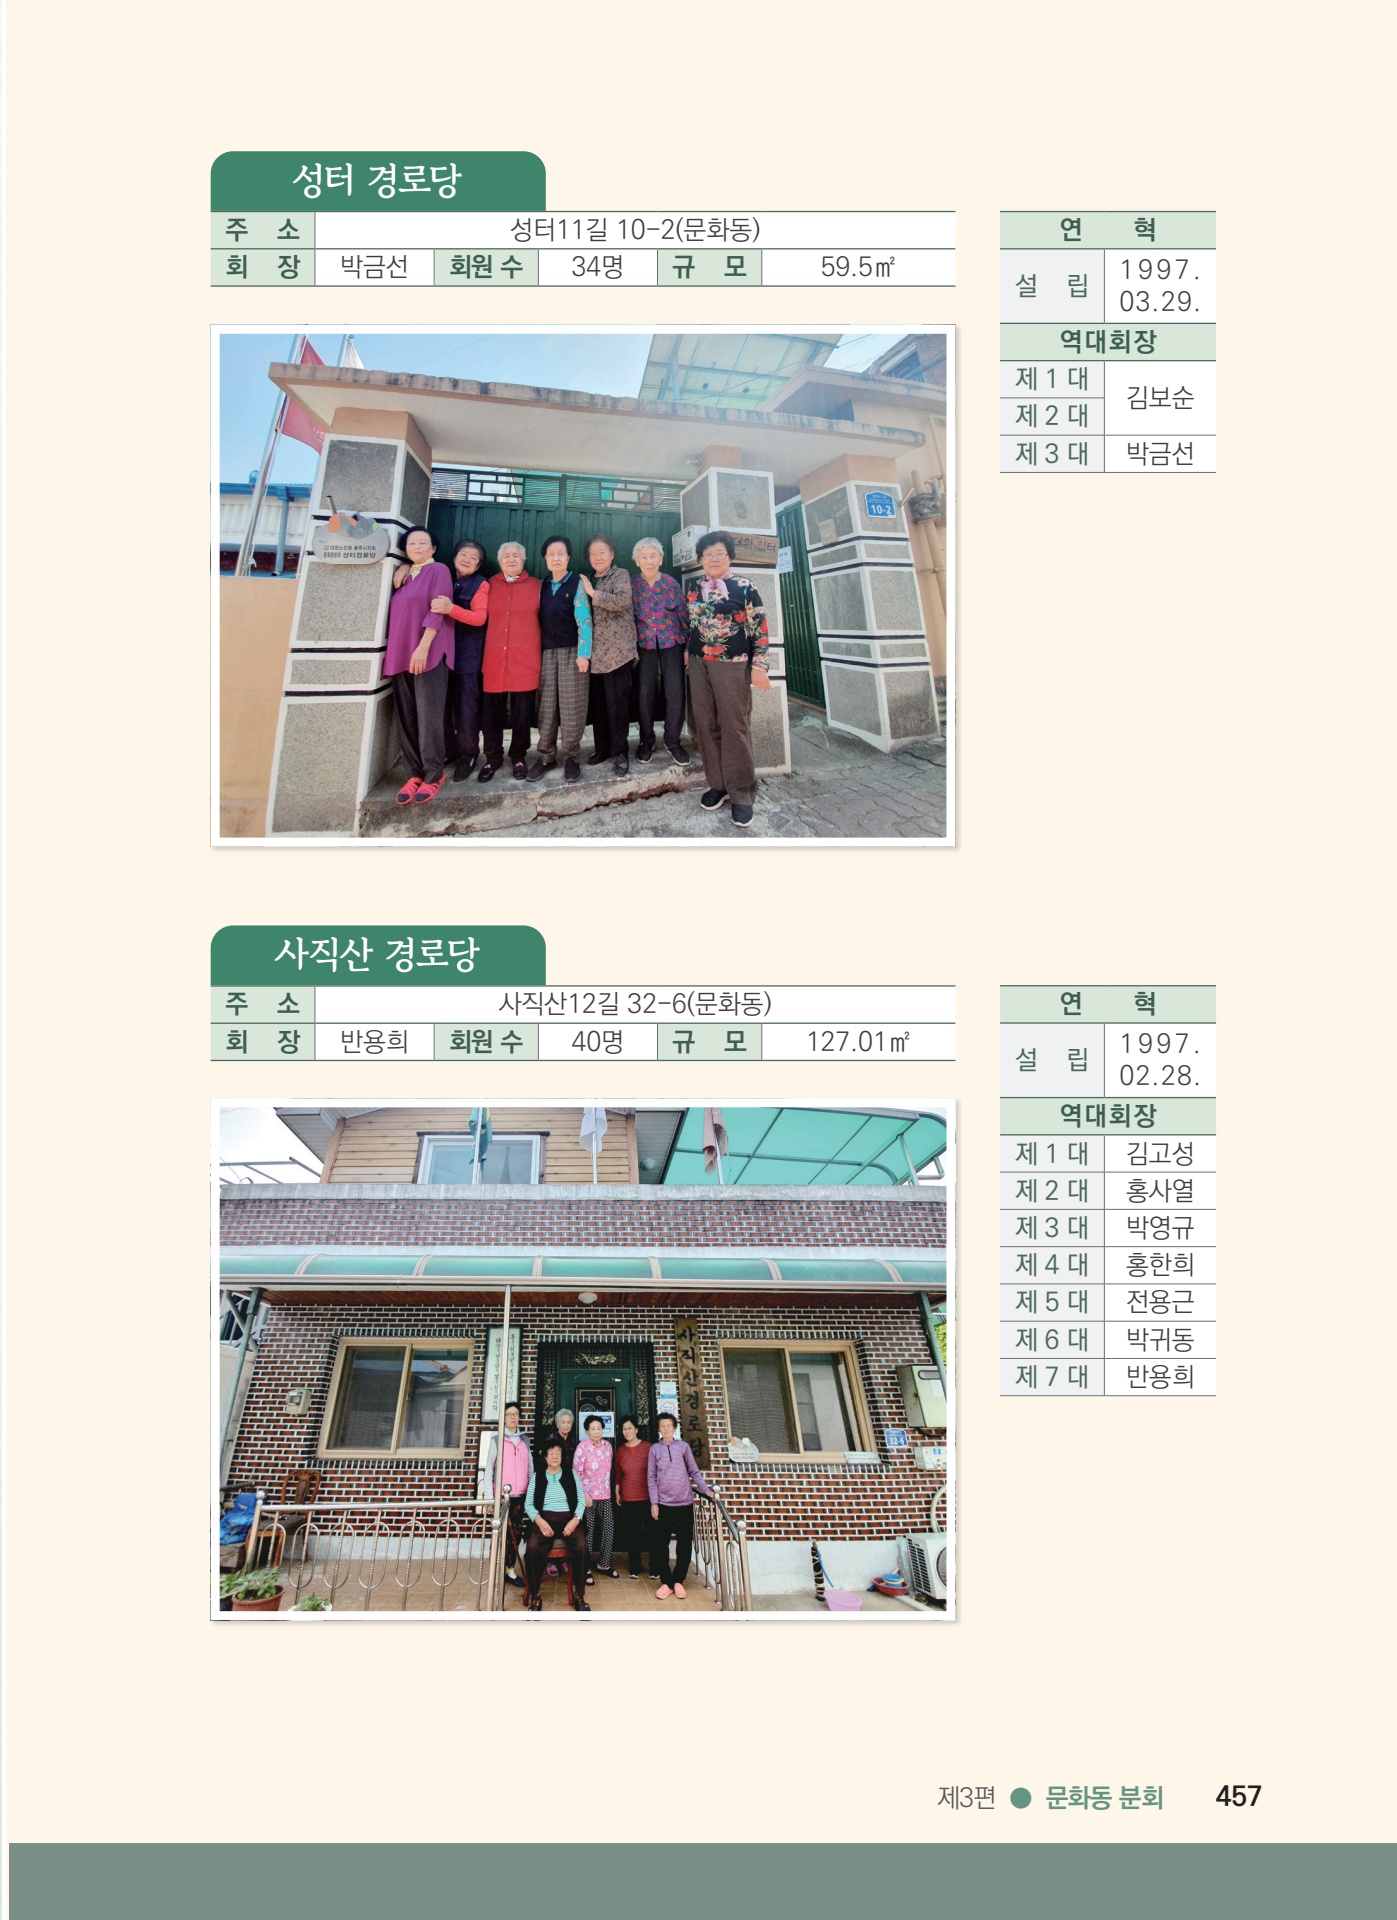 성터 경로당
주 소 성터11길 10-2(문화동)
회 장 박금선 회원 수 34명 규 모 59.5㎡
연 혁
설 립 1997. 03.29.
역대회장
제 1 대 김보순
제 2 대
제 3 대 박금선
성터경로당
10-2
사직산 경로당
주 소 사직산12길 32-6(문화동)
회 장 반용희 회원 수 40명 규 모 127.01㎡
연 혁
설 립 1997. 02.28.
역대회장
제 1 대 김고성
제 2 대 홍사열
제 3 대 박영규
제 4 대 홍한희
제 5 대 전용근
제 6 대 박귀동
제 7 대 반용희
사직산경로당
32-6
제3편 ● 문화동 분회 457